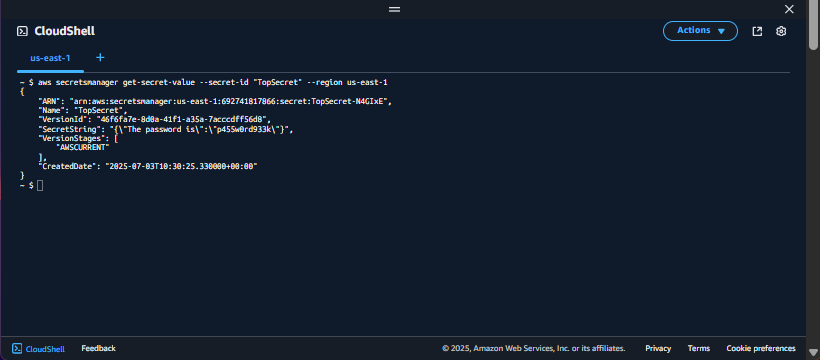 CloudShell
Actions
us-east-1 +
~ $ aws secretsmanager get-secret-value --secret-id "TopSecret" --region us-east-1
{
    "ARN": "arn:aws:secretsmanager:us-east-1:692741817866:secret:TopSecret-N4GIxE",
    "Name": "TopSecret",
    "VersionId": "46f6fa7e-8d0a-41f1-a35a-7acccdff56d8",
    "SecretString": "{\"The password is\":\"p455w0rd933k\"}",
    "VersionStages": [
        "AWSCURRENT"
    ],
    "CreatedDate": "2025-07-03T10:30:25.330000+00:00"
}
~ $
CloudShell Feedback © 2025, Amazon Web Services, Inc. or its affiliates. Privacy Terms Cookie preferences